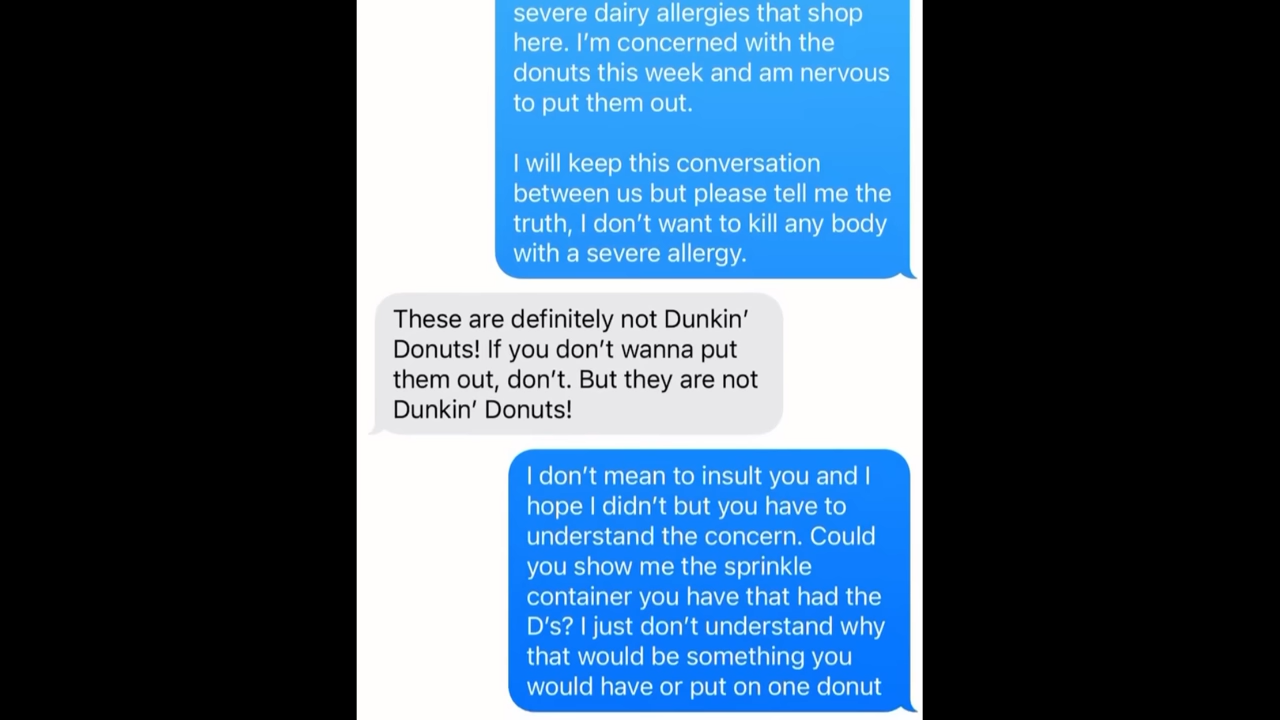 severe dairy allergies that shop
here. I’m concerned with the
donuts this week and am nervous
to put them out.
I will keep this conversation
between us but please tell me the
truth, I don’t want to kill any body
with a severe allergy.
These are definitely not Dunkin’
Donuts! If you don’t wanna put
them out, don’t. But they are not
Dunkin’ Donuts!
I don’t mean to insult you and I
hope I didn’t but you have to
understand the concern. Could
you show me the sprinkle
container you have that had the
D’s? I just don’t understand why
that would be something you
would have or put on one donut